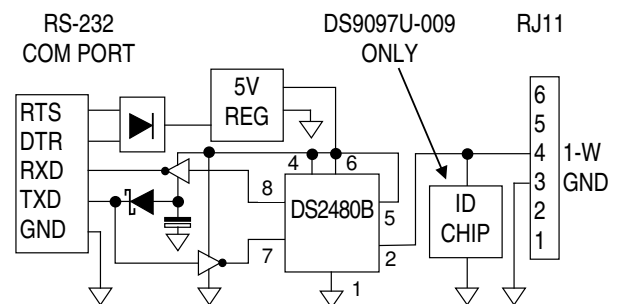 RS-232
COM PORT
DS9097U-009
ONLY
RJ11
5V
REG
RTS
DTR
RXD
TXD
GND
6
5
4
3
2
1
1-W
GND
4
6
8
DS2480B
5
7
2
1
ID
CHIP